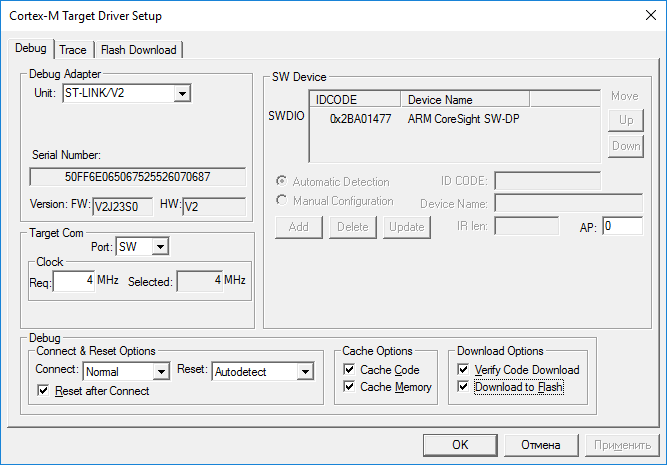 Cortex-M Target Driver Setup
Debug Trace Flash Download
Debug Adapter
Unit: ST-LINK/V2
Serial Number:
50FF6E065067525526070687
Version: FW: V2J23S0 HW: V2
Target Com
Port: SW
Clock
Req: 4 MHz Selected: 4 MHz
SW Device
IDCODE Device Name Move
SWDIO 0x2BA01477 ARM CoreSight SW-DP Up
Down
Automatic Detection ID CODE:
Manual Configuration Device Name:
Add Delete Update IR len: AP: 0
Debug
Connect & Reset Options
Connect: Normal Reset: Autodetect
Reset after Connect
Cache Options
Cache Code
Cache Memory
Download Options
Verify Code Download
Download to Flash
OK Отмена Применить